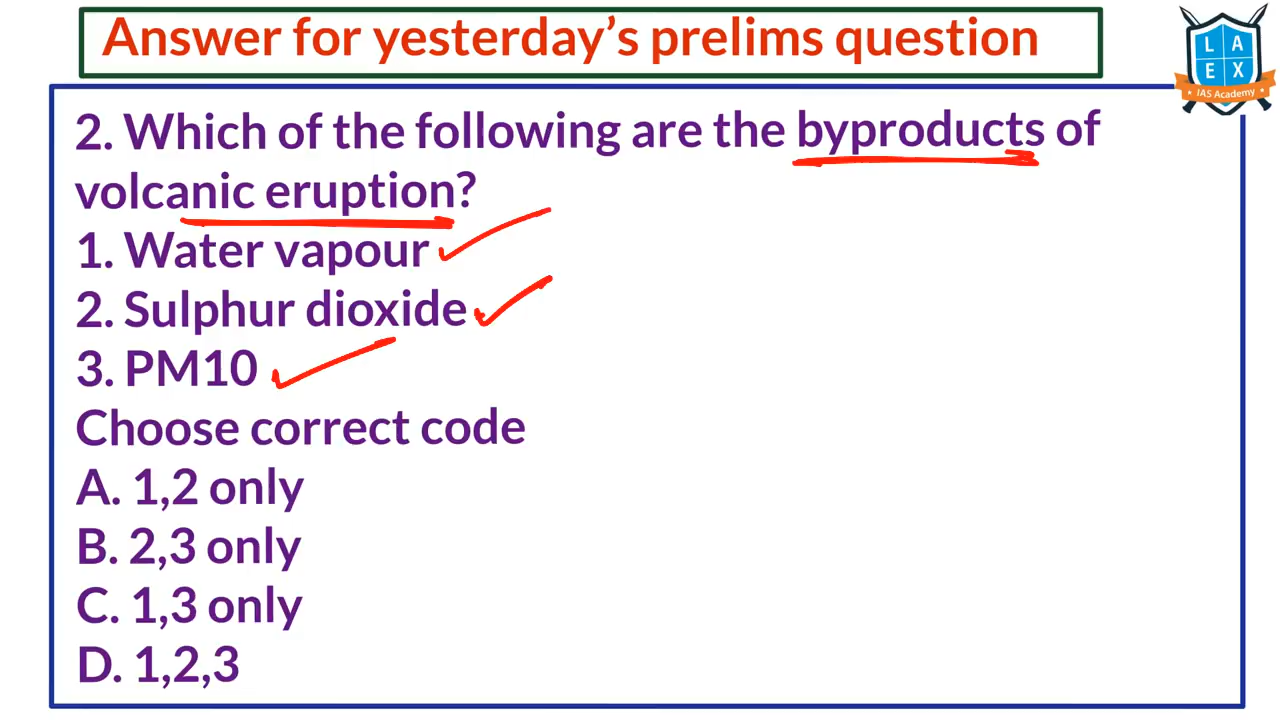 Answer for yesterday’s prelims question
L A
E X
IAS Academy
2. Which of the following are the byproducts of
volcanic eruption?
1. Water vapour
2. Sulphur dioxide
3. PM10
Choose correct code
A. 1,2 only
B. 2,3 only
C. 1,3 only
D. 1,2,3